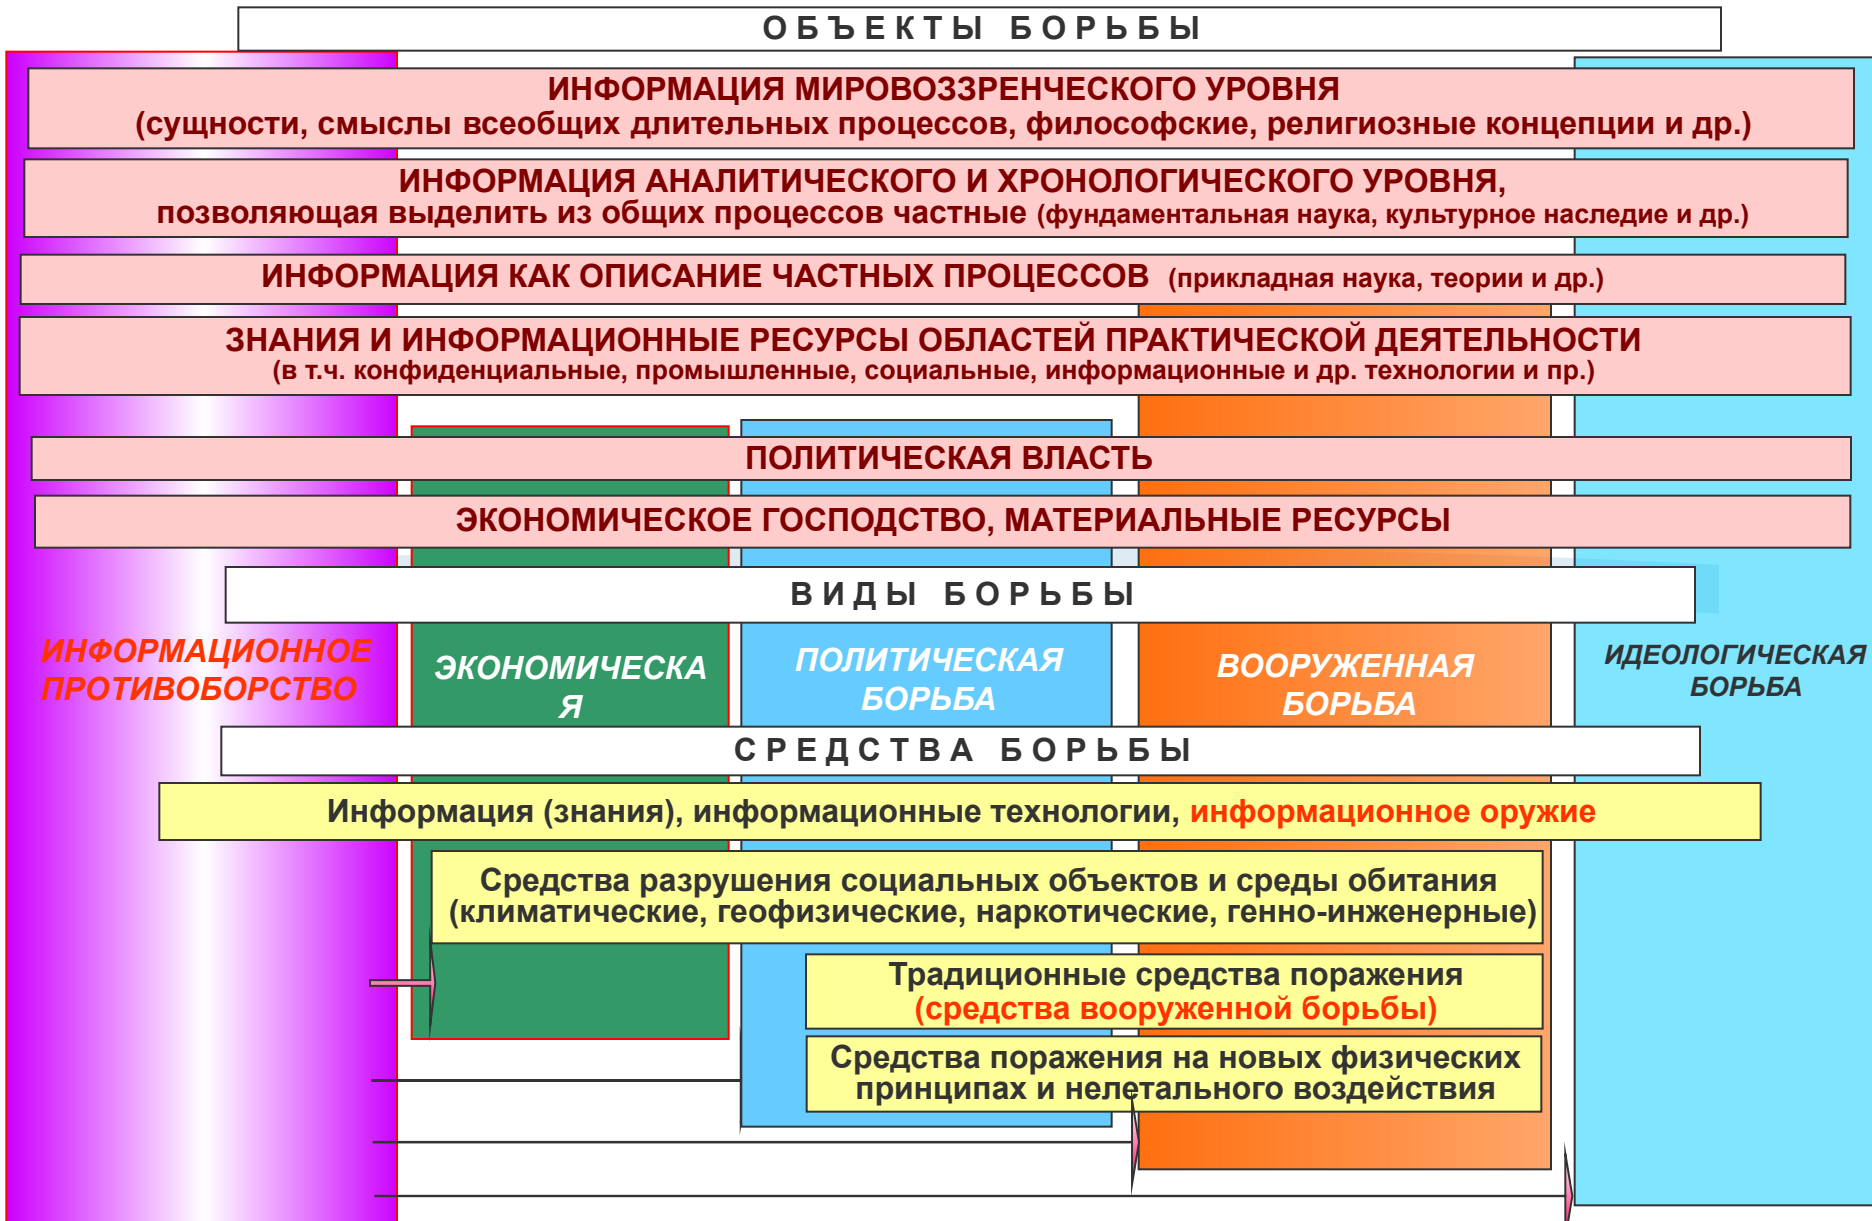 ОБЪЕКТЫ БОРЬБЫ
ИНФОРМАЦИЯ МИРОВОЗЗРЕНЧЕСКОГО УРОВНЯ
(сущности, смыслы всеобщих длительных процессов, философские, религиозные концепции и др.)
ИНФОРМАЦИЯ АНАЛИТИЧЕСКОГО И ХРОНОЛОГИЧЕСКОГО УРОВНЯ,
позволяющая выделить из общих процессов частные (фундаментальная наука, культурное наследие и др.)
ИНФОРМАЦИЯ КАК ОПИСАНИЕ ЧАСТНЫХ ПРОЦЕССОВ (прикладная наука, теории и др.)
ЗНАНИЯ И ИНФОРМАЦИОННЫЕ РЕСУРСЫ ОБЛАСТЕЙ ПРАКТИЧЕСКОЙ ДЕЯТЕЛЬНОСТИ
(в т.ч. конфиденциальные, промышленные, социальные, информационные и др. технологии и пр.)
ПОЛИТИЧЕСКАЯ ВЛАСТЬ
ЭКОНОМИЧЕСКОЕ ГОСПОДСТВО, МАТЕРИАЛЬНЫЕ РЕСУРСЫ
ВИДЫ БОРЬБЫ
ИНФОРМАЦИОННОЕ
ПРОТИВОБОРСТВО
ЭКОНОМИЧЕСКА
Я
ПОЛИТИЧЕСКАЯ
БОРЬБА
ВООРУЖЕННАЯ
БОРЬБА
ИДЕОЛОГИЧЕСКАЯ
БОРЬБА
СРЕДСТВА БОРЬБЫ
Информация (знания), информационные технологии, информационное оружие
Средства разрушения социальных объектов и среды обитания
(климатические, геофизические, наркотические, генно-инженерные)
Традиционные средства поражения
(средства вооруженной борьбы)
Средства поражения на новых физических
принципах и нелетального воздействия